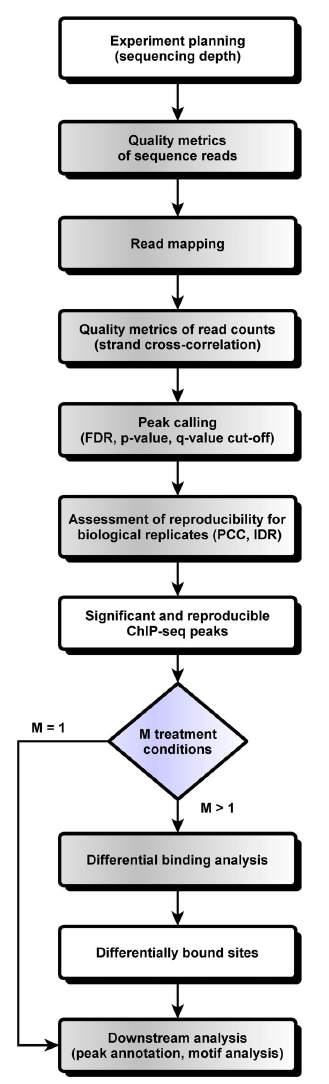 Experiment planning
(sequencing depth)
Quality metrics
of sequence reads
Read mapping
Quality metrics of read counts
(strand cross-correlation)
Peak calling
(FDR, p-value, q-value cut-off)
Assessment of reproducibility for
biological replicates (PCC, IDR)
Significant and reproducible
ChIP-seq peaks
M = 1
M treatment
conditions
M > 1
Differential binding analysis
Differentially bound sites
Downstream analysis
(peak annotation, motif analysis)